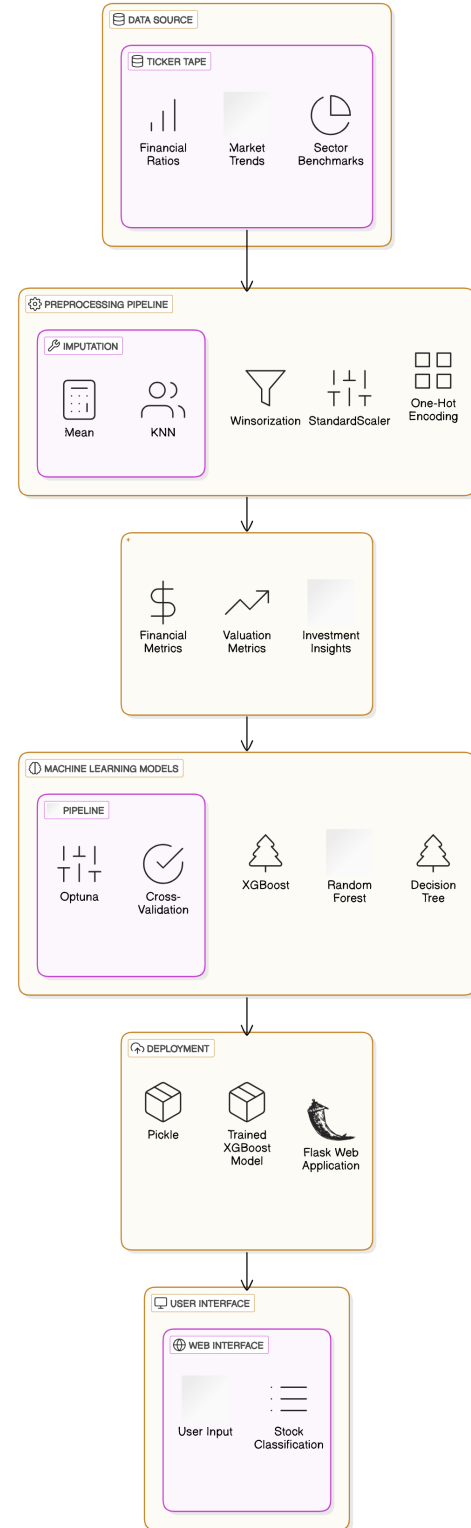 DATA SOURCE
TICKER TAPE
Financial
Ratios
Market
Trends
Sector
Benchmarks
PREPROCESSING PIPELINE
IMPUTATION
Mean
KNN
Winsorization
StandardScaler
One-Hot
Encoding
Financial
Metrics
Valuation
Metrics
Investment
Insights
MACHINE LEARNING MODELS
PIPELINE
Optuna
Cross-
Validation
XGBoost
Random
Forest
Decision
Tree
DEPLOYMENT
Pickle
Trained
XGBoost
Model
Flask Web
Application
USER INTERFACE
WEB INTERFACE
User Input
Stock
Classification